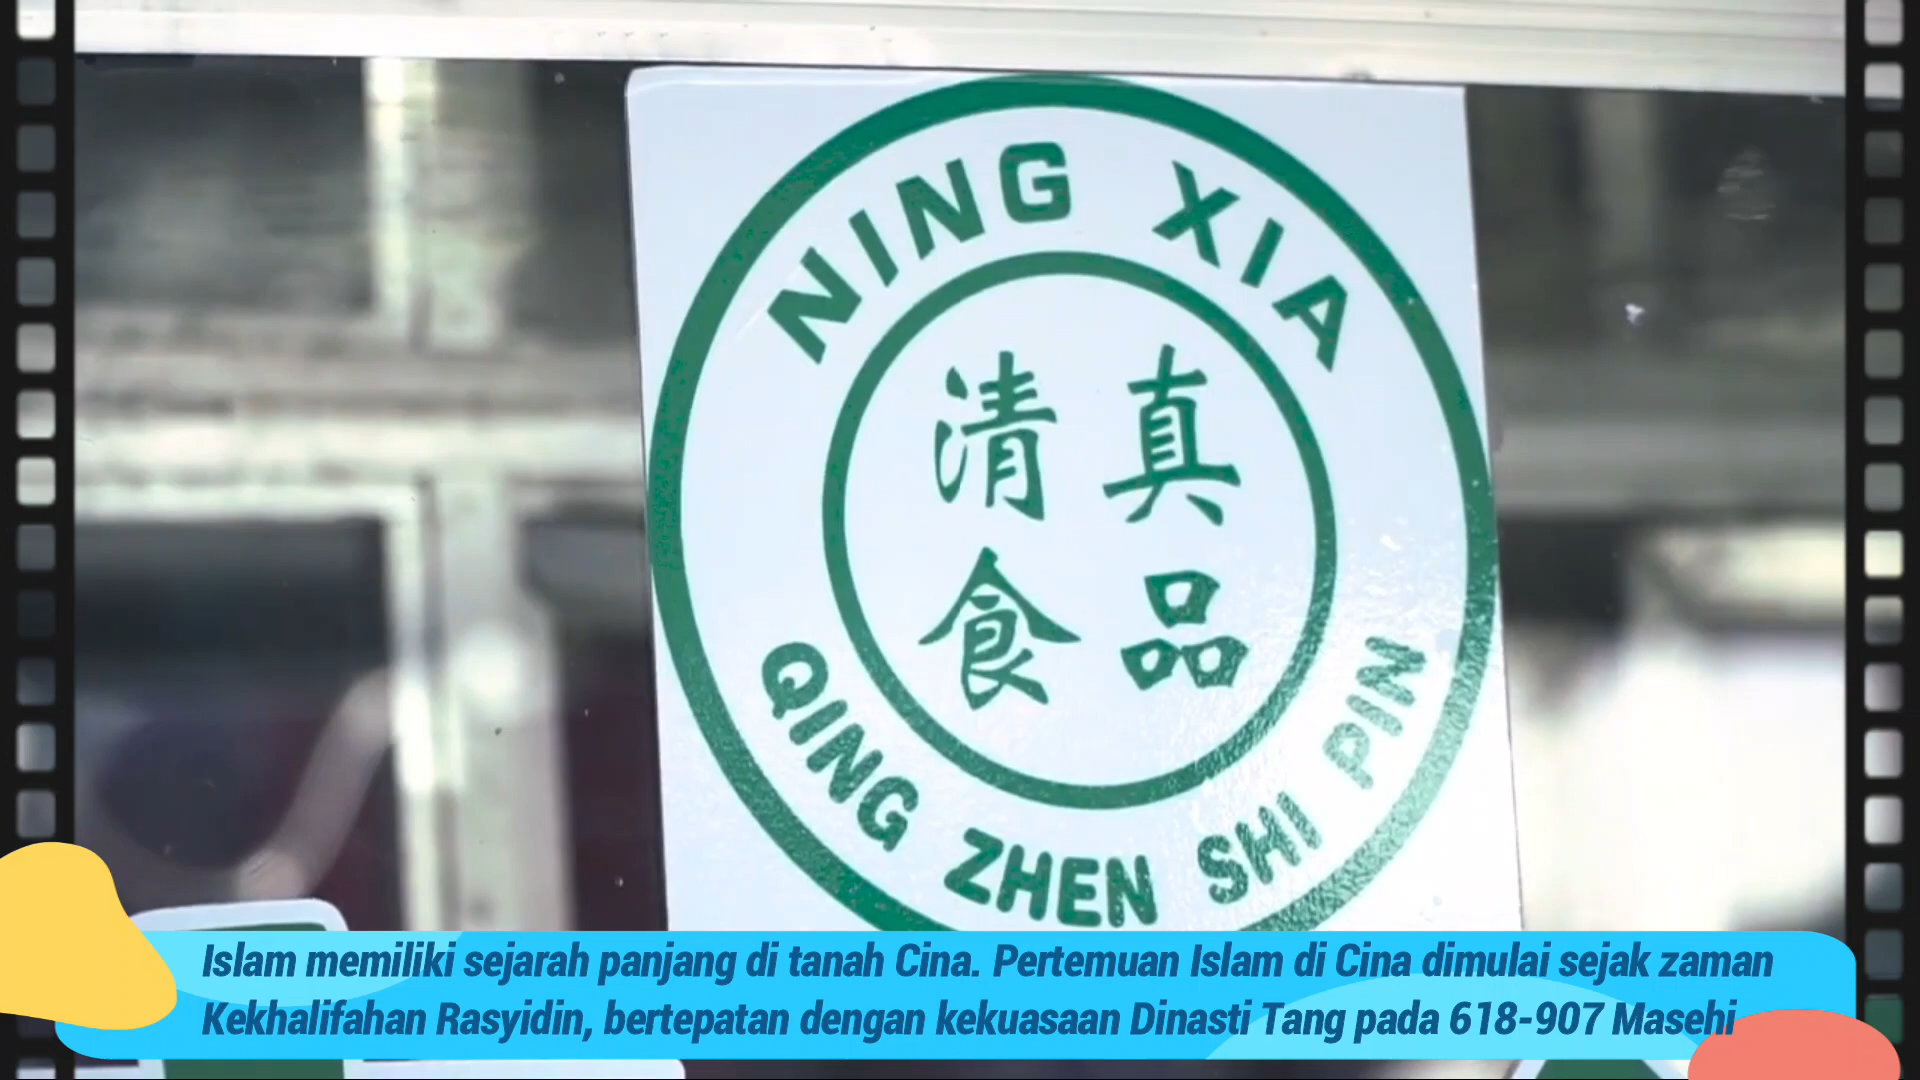 NING XIA
清真
食品
QING ZHEN SHI PIN
Islam memiliki sejarah panjang di tanah Cina. Pertemuan Islam di Cina dimulai sejak zaman
Kekhalifahan Rasyidin, bertepatan dengan kekuasaan Dinasti Tang pada 618-907 Masehi